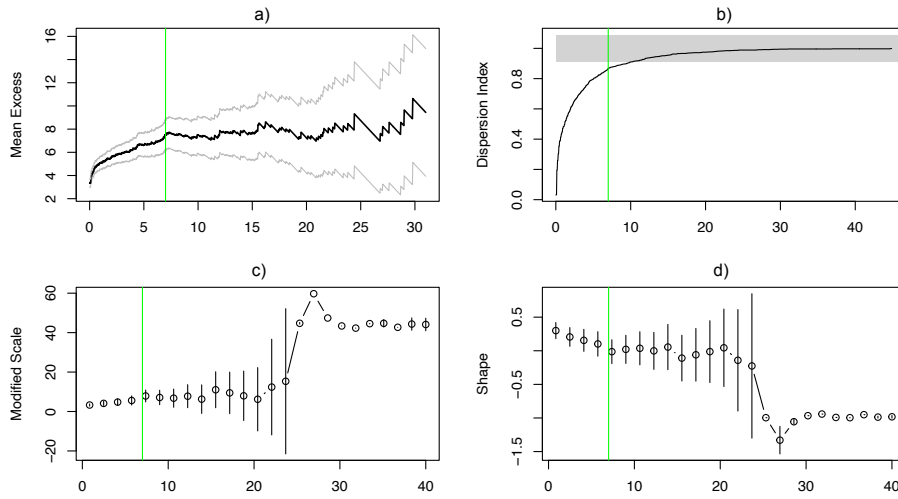 a)
Mean Excess
2 4 6 8 12 16
0 5 10 15 20 25 30
b)
Dispersion Index
0.0 0.4 0.8
0 10 20 30 40
c)
Modified Scale
-20 0 20 40 60
0 10 20 30 40
d)
Shape
-1.5 -0.5 0.5
0 10 20 30 40